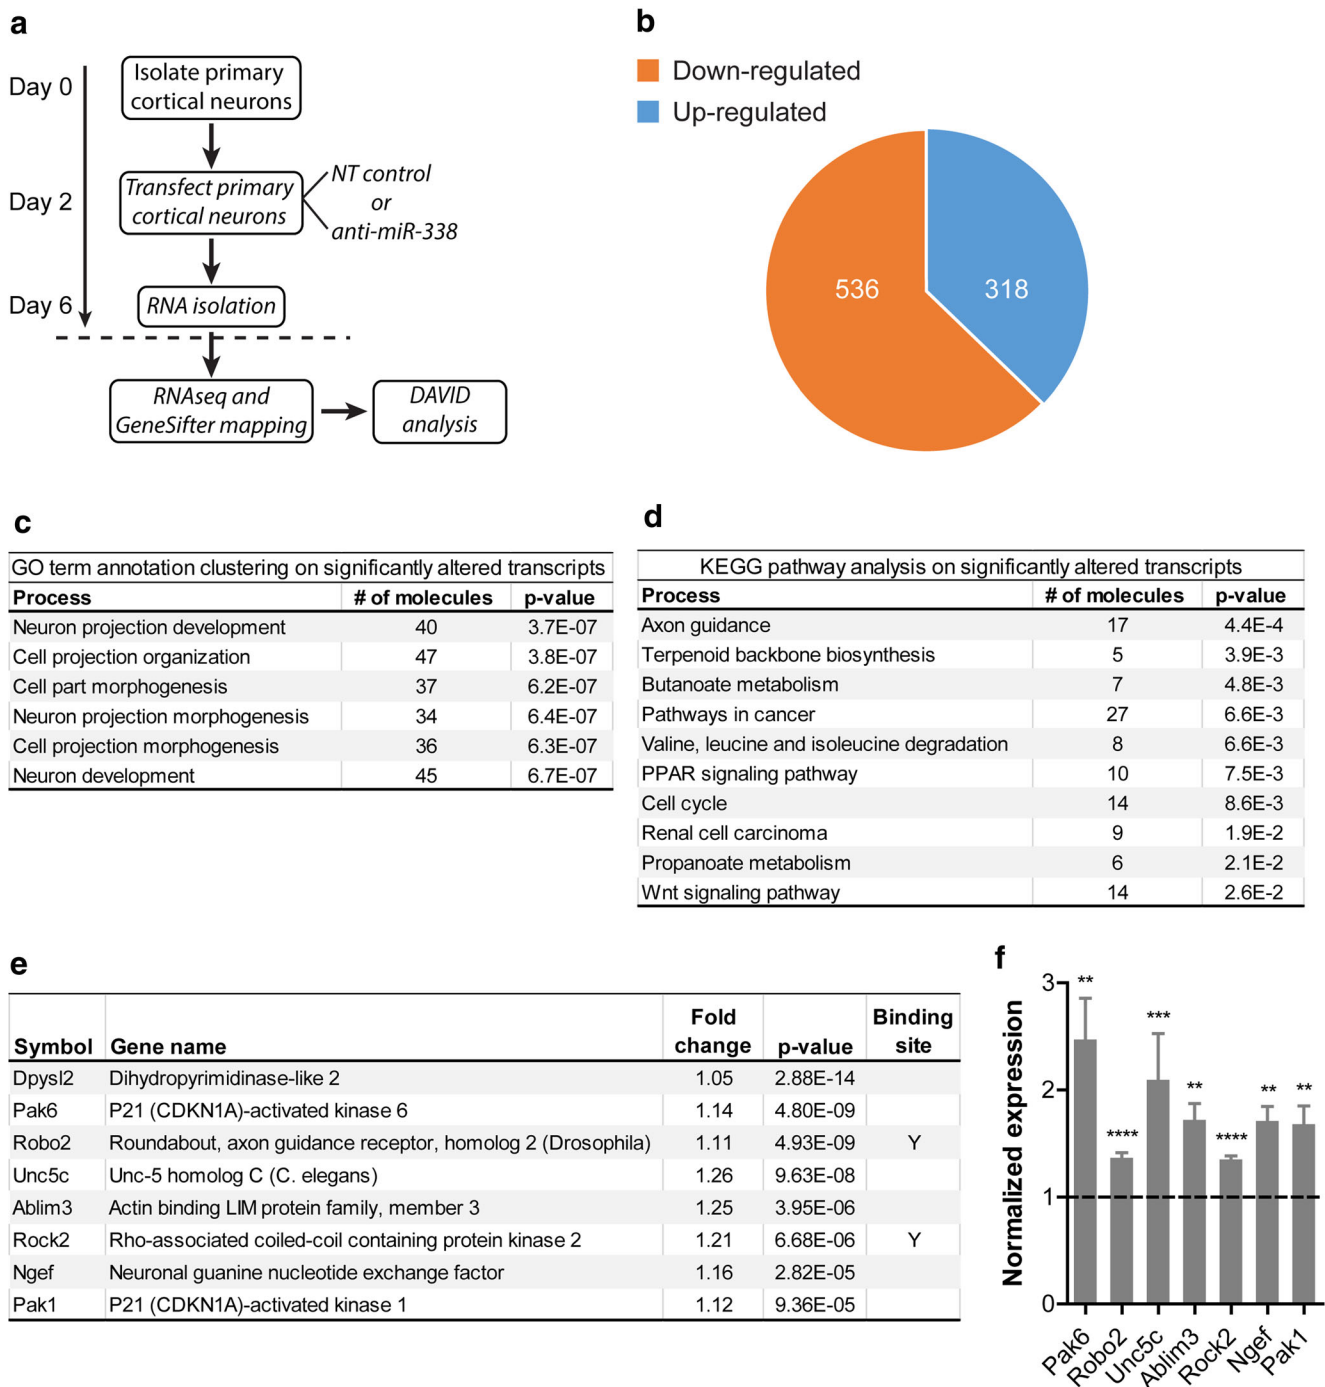 a
Day 0
Isolate primary
cortical neurons
Day 2
Transfect primary
cortical neurons
NT control
or
anti-miR-338
Day 6
RNA isolation
RNAseq and
GeneSifter mapping
DAVID
analysis
b
Down-regulated
Up-regulated
536
318
c
GO term annotation clustering on significantly altered transcripts
Process # of molecules p-value
Neuron projection development 40 3.7E-07
Cell projection organization 47 3.8E-07
Cell part morphogenesis 37 6.2E-07
Neuron projection morphogenesis 34 6.4E-07
Cell projection morphogenesis 36 6.3E-07
Neuron development 45 6.7E-07
d
KEGG pathway analysis on significantly altered transcripts
Process # of molecules p-value
Axon guidance 17 4.4E-4
Terpenoid backbone biosynthesis 5 3.9E-3
Butanoate metabolism 7 4.8E-3
Pathways in cancer 27 6.6E-3
Valine, leucine and isoleucine degradation 8 6.6E-3
PPAR signaling pathway 10 7.5E-3
Cell cycle 14 8.6E-3
Renal cell carcinoma 9 1.9E-2
Propanoate metabolism 6 2.1E-2
Wnt signaling pathway 14 2.6E-2
e
Symbol Gene name Fold change p-value Binding site
Dpysl2 Dihydropyrimidinase-like 2 1.05 2.88E-14
Pak6 P21 (CDKN1A)-activated kinase 6 1.14 4.80E-09
Robo2 Roundabout, axon guidance receptor, homolog 2 (Drosophila) 1.11 4.93E-09 Y
Unc5c Unc-5 homolog C (C. elegans) 1.26 9.63E-08
Ablim3 Actin binding LIM protein family, member 3 1.25 3.95E-06
Rock2 Rho-associated coiled-coil containing protein kinase 2 1.21 6.68E-06 Y
Ngef Neuronal guanine nucleotide exchange factor 1.16 2.82E-05
Pak1 P21 (CDKN1A)-activated kinase 1 1.12 9.36E-05
f
Normalized expression
3
2
1
0
** **** *** ** **** ** **
Pak6 Robo2 Unc5c Ablim3 Rock2 Ngef Pak1